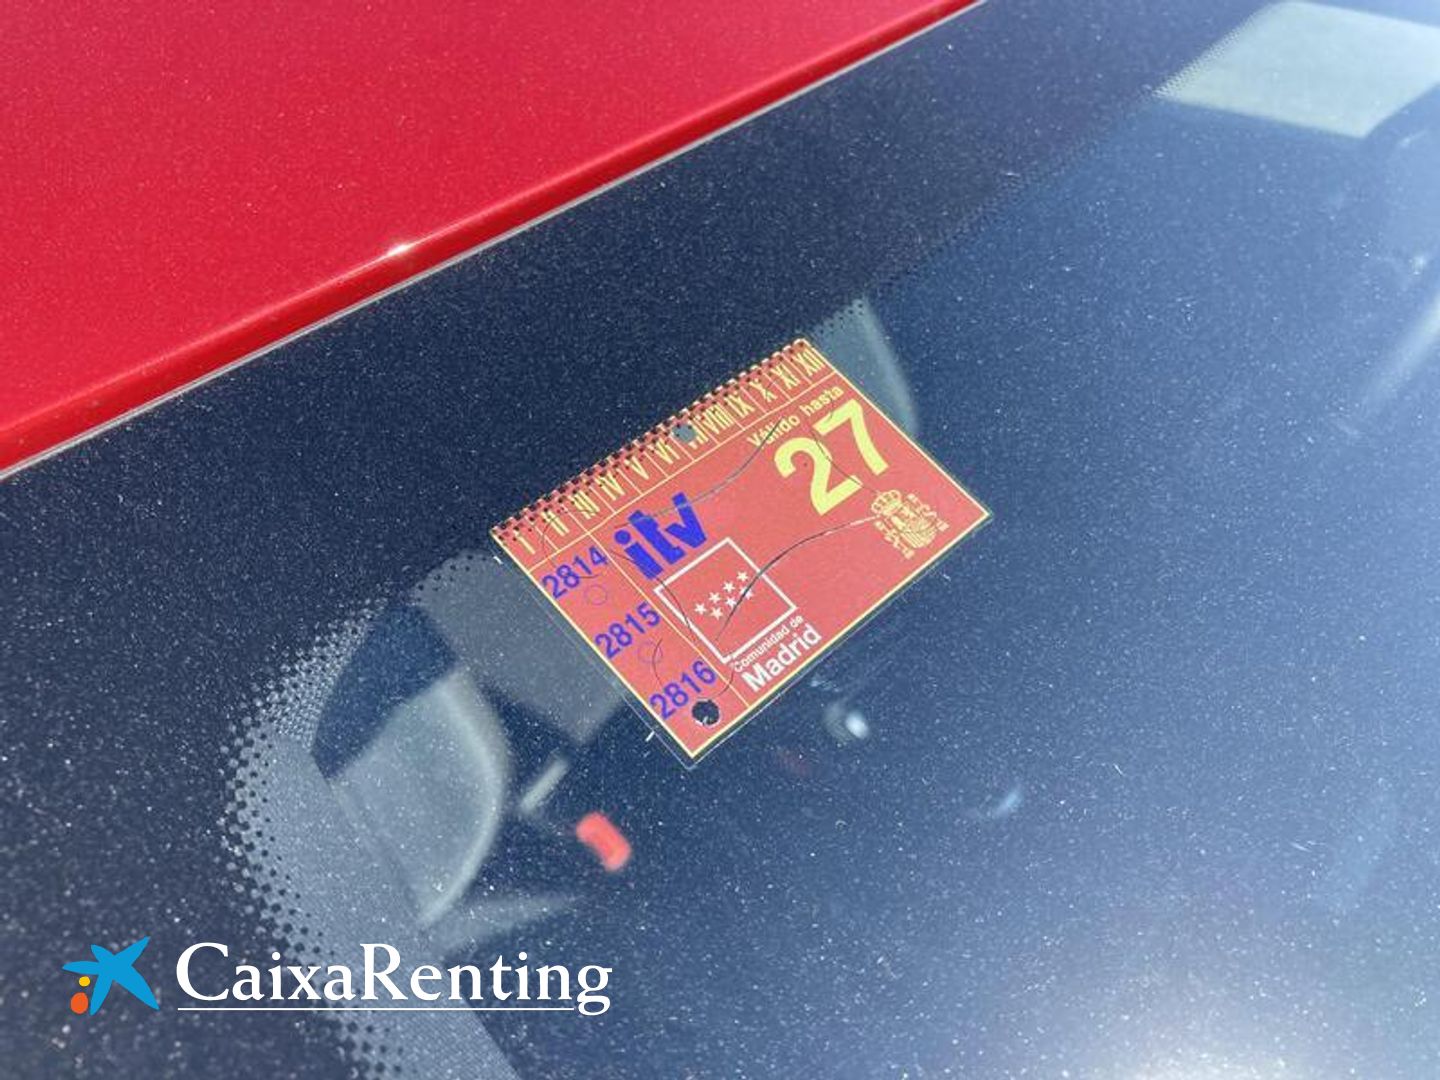 I II III IV V VI VII VIII IX X XI XII
Válido hasta
27
itv
2814
2815
2816
Comunidad de
Madrid
CaixaRenting